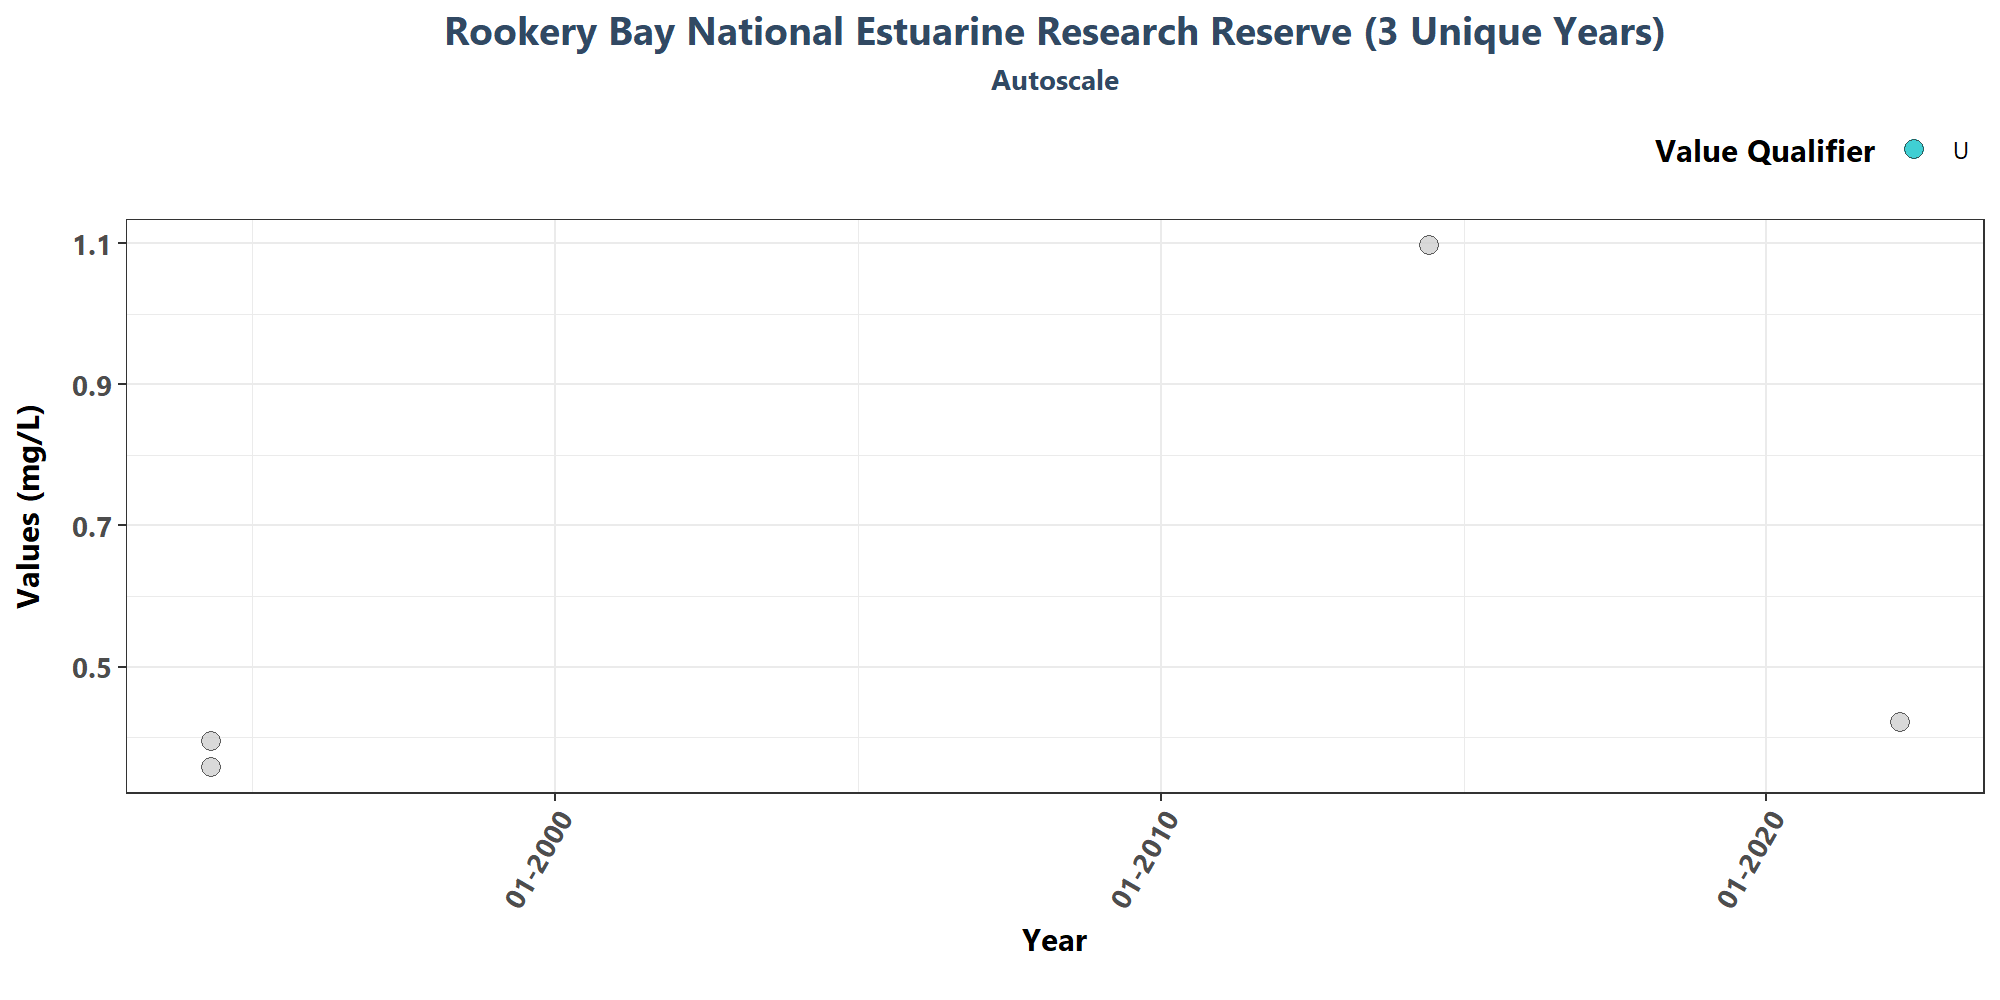 Rookery Bay National Estuarine Research Reserve (3 Unique Years)
Autoscale
Value Qualifier U
1.1
0.9
0.7
0.5
Values (mg/L)
01-2000
01-2010
01-2020
Year